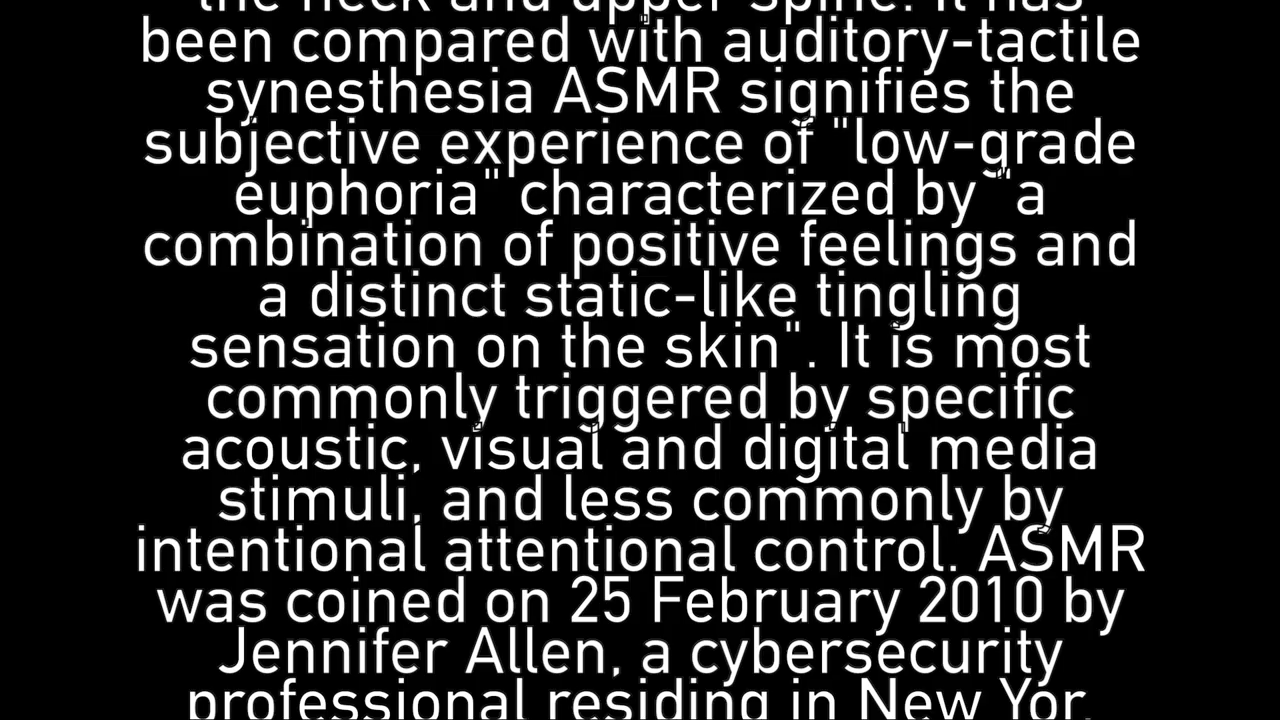 the neck and upper spine. It has
been compared with auditory-tactile
synesthesia ASMR signifies the
subjective experience of "low-grade
euphoria" characterized by "a
combination of positive feelings and
a distinct static-like tingling
sensation on the skin". It is most
commonly triggered by specific
acoustic, visual and digital media
stimuli, and less commonly by
intentional attentional control. ASMR
was coined on 25 February 2010 by
Jennifer Allen, a cybersecurity
professional residing in New Yor.